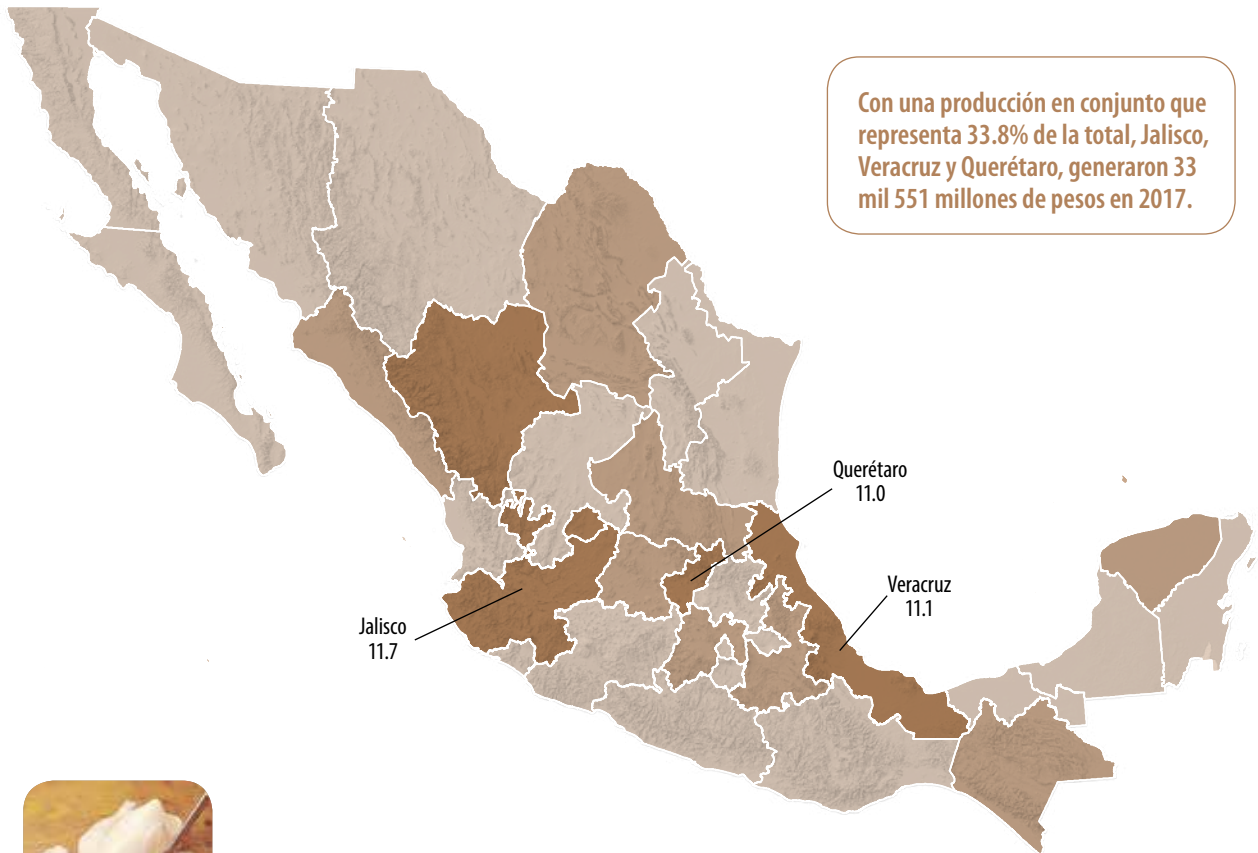 Con una producción en conjunto que
representa 33.8% de la total, Jalisco,
Veracruz y Querétaro, generaron 33
mil 551 millones de pesos en 2017.
Querétaro
11.0
Veracruz
11.1
Jalisco
11.7